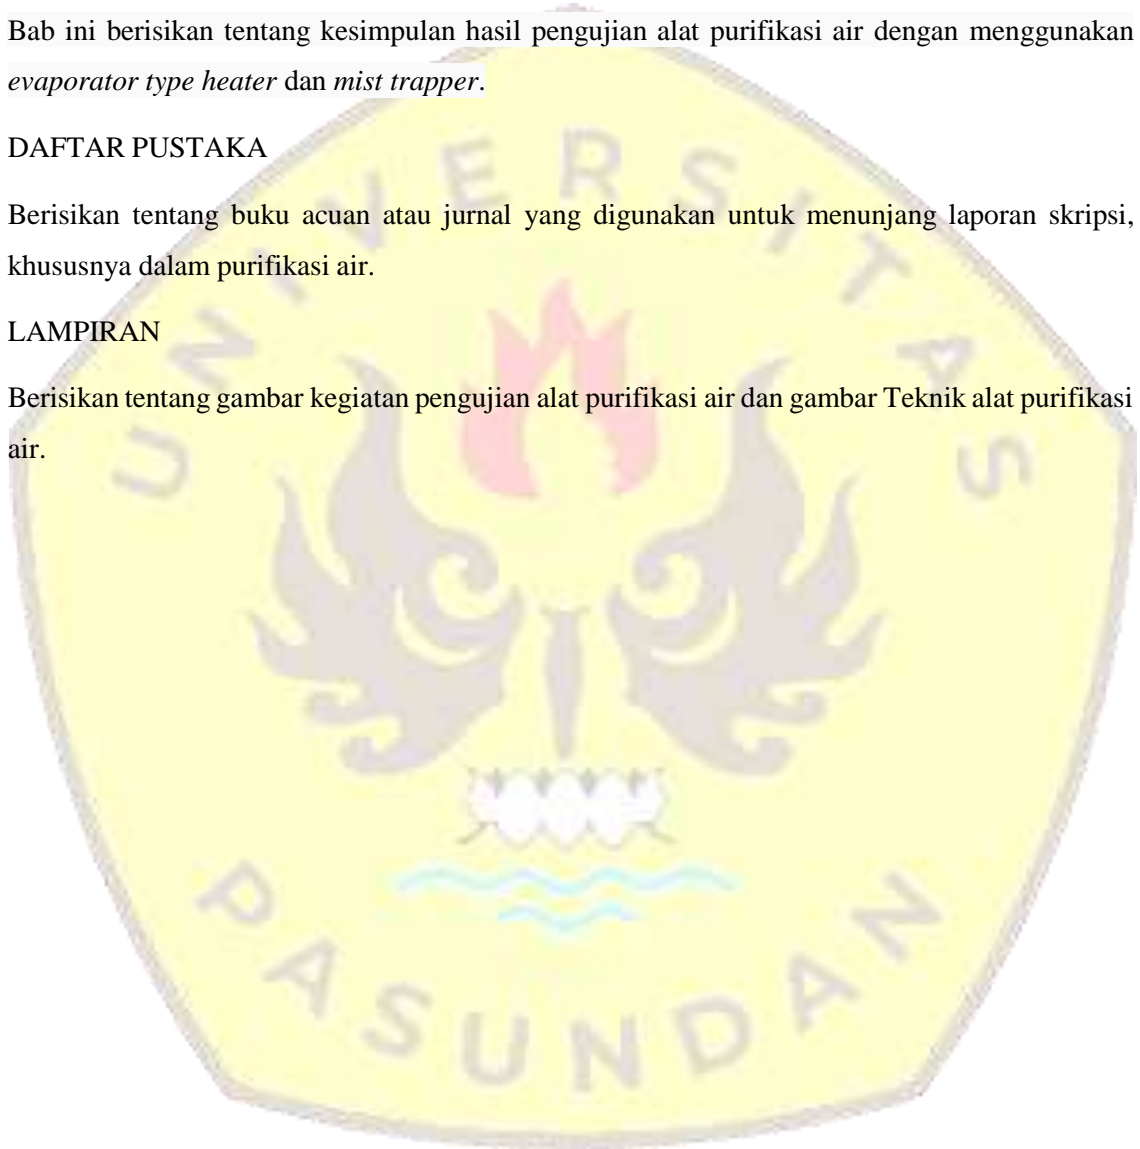 Bab ini berisikan tentang kesimpulan hasil pengujian alat purifikasi air dengan menggunakan
evaporator type heater dan mist trapper.
DAFTAR PUSTAKA
Berisikan tentang buku acuan atau jurnal yang digunakan untuk menunjang laporan skripsi,
khususnya dalam purifikasi air.
LAMPIRAN
Berisikan tentang gambar kegiatan pengujian alat purifikasi air dan gambar Teknik alat purifikasi
air.
UNIVERSITAS
PASUNDAN